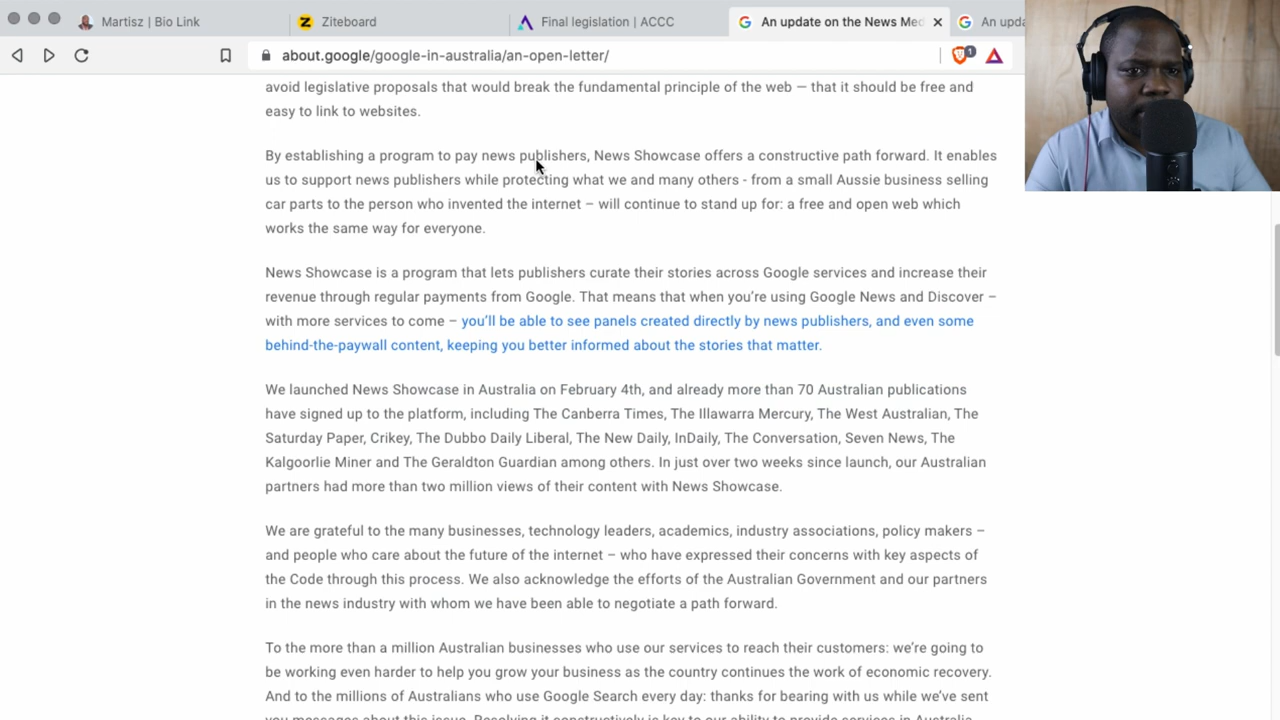 Martisz | Bio Link
Ziteboard
Final legislation | ACCC
An update on the News Med
An upda
about.google/google-in-australia/an-open-letter/
1
avoid legislative proposals that would break the fundamental principle of the web — that it should be free and
easy to link to websites.
By establishing a program to pay news publishers, News Showcase offers a constructive path forward. It enables
us to support news publishers while protecting what we and many others - from a small Aussie business selling
car parts to the person who invented the internet – will continue to stand up for: a free and open web which
works the same way for everyone.
News Showcase is a program that lets publishers curate their stories across Google services and increase their
revenue through regular payments from Google. That means that when you’re using Google News and Discover –
with more services to come – you’ll be able to see panels created directly by news publishers, and even some
behind-the-paywall content, keeping you better informed about the stories that matter.
We launched News Showcase in Australia on February 4th, and already more than 70 Australian publications
have signed up to the platform, including The Canberra Times, The Illawarra Mercury, The West Australian, The
Saturday Paper, Crikey, The Dubbo Daily Liberal, The New Daily, InDaily, The Conversation, Seven News, The
Kalgoorlie Miner and The Geraldton Guardian among others. In just over two weeks since launch, our Australian
partners had more than two million views of their content with News Showcase.
We are grateful to the many businesses, technology leaders, academics, industry associations, policy makers –
and people who care about the future of the internet – who have expressed their concerns with key aspects of
the Code through this process. We also acknowledge the efforts of the Australian Government and our partners
in the news industry with whom we have been able to negotiate a path forward.
To the more than a million Australian businesses who use our services to reach their customers: we’re going to
be working even harder to help you grow your business as the country continues the work of economic recovery.
And to the millions of Australians who use Google Search every day: thanks for bearing with us while we’ve sent
you messages about this issue. Resolving it constructively is key to our ability to provide services in Australia